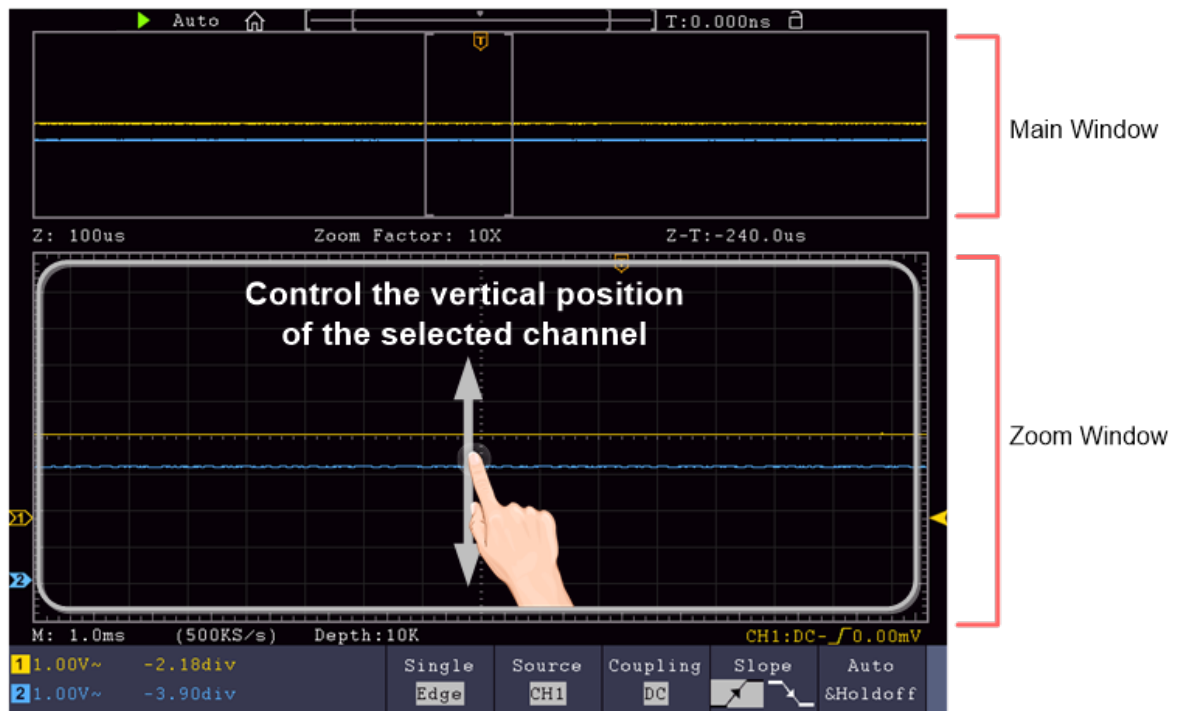 Auto T:0.000ns
T
Main Window
Z: 100us Zoom Factor: 10X Z-T:-240.0us
Control the vertical position
of the selected channel
Zoom Window
1
2
M: 1.0ms (500KS/s) Depth:10K CH1:DC- 0.00mV
1 1.00V~ -2.18div Single Source Coupling Slope Auto
2 1.00V~ -3.90div Edge CH1 DC &Holdoff